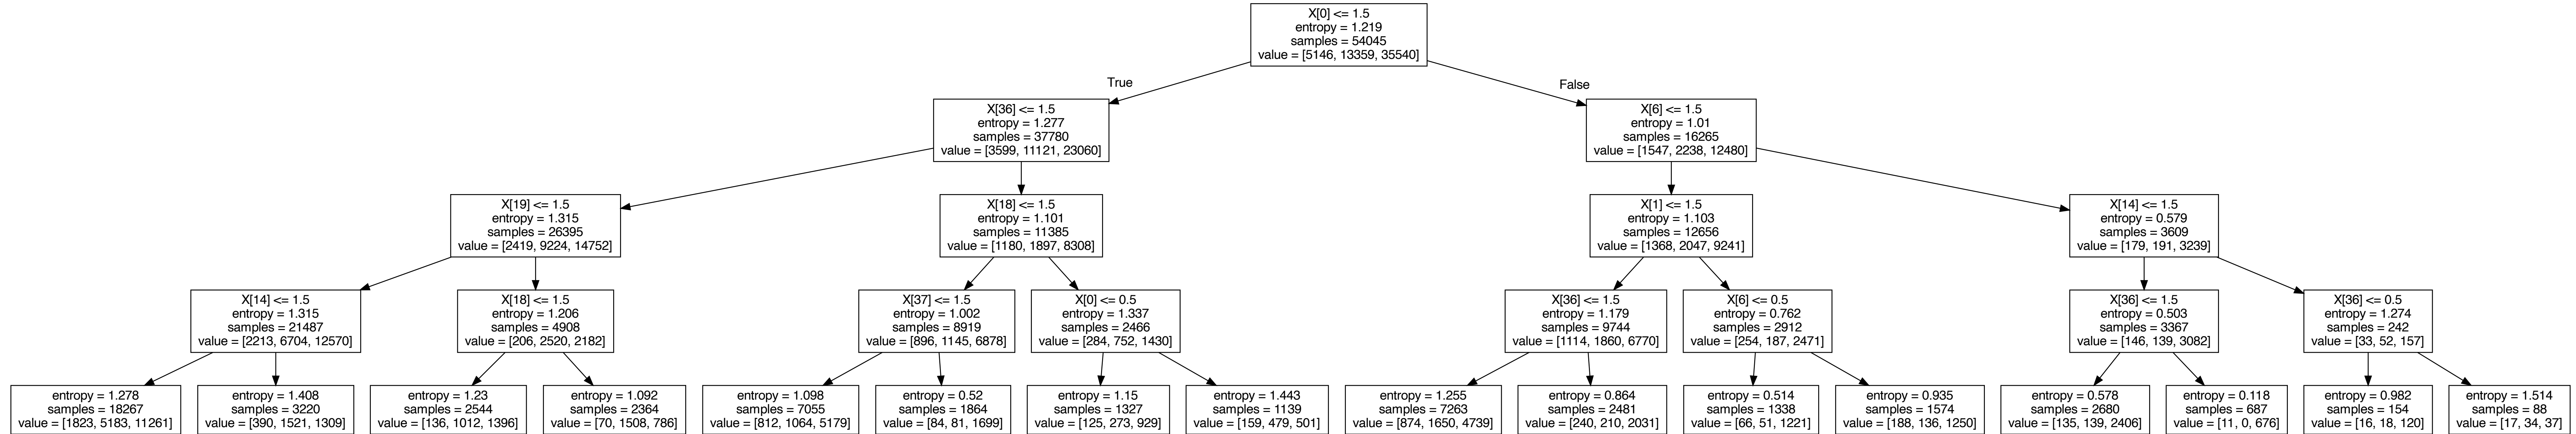 X[0] <= 1.5
entropy = 1.219
samples = 54045
value = [5146, 13359, 35540]
True
False
X[36] <= 1.5
entropy = 1.277
samples = 37780
value = [3599, 11121, 23060]
X[6] <= 1.5
entropy = 1.01
samples = 16265
value = [1547, 2238, 12480]
X[19] <= 1.5
entropy = 1.315
samples = 26395
value = [2419, 9224, 14752]
X[18] <= 1.5
entropy = 1.101
samples = 11385
value = [1180, 1897, 8308]
X[1] <= 1.5
entropy = 1.103
samples = 12656
value = [1368, 2047, 9241]
X[14] <= 1.5
entropy = 0.579
samples = 3609
value = [179, 191, 3239]
X[14] <= 1.5
entropy = 1.315
samples = 21487
value = [2213, 6704, 12570]
X[18] <= 1.5
entropy = 1.206
samples = 4908
value = [206, 2520, 2182]
X[37] <= 1.5
entropy = 1.002
samples = 8919
value = [896, 1145, 6878]
X[0] <= 0.5
entropy = 1.337
samples = 2466
value = [284, 752, 1430]
X[36] <= 1.5
entropy = 1.179
samples = 9744
value = [1114, 1860, 6770]
X[6] <= 0.5
entropy = 0.762
samples = 2912
value = [254, 187, 2471]
X[36] <= 1.5
entropy = 0.503
samples = 3367
value = [146, 139, 3082]
X[36] <= 0.5
entropy = 1.274
samples = 242
value = [33, 52, 157]
entropy = 1.278
samples = 18267
value = [1823, 5183, 11261]
entropy = 1.408
samples = 3220
value = [390, 1521, 1309]
entropy = 1.23
samples = 2544
value = [136, 1012, 1396]
entropy = 1.092
samples = 2364
value = [70, 1508, 786]
entropy = 1.098
samples = 7055
value = [812, 1064, 5179]
entropy = 0.52
samples = 1864
value = [84, 81, 1699]
entropy = 1.15
samples = 1327
value = [125, 273, 929]
entropy = 1.443
samples = 1139
value = [159, 479, 501]
entropy = 1.255
samples = 7263
value = [874, 1650, 4739]
entropy = 0.864
samples = 2481
value = [240, 210, 2031]
entropy = 0.514
samples = 1338
value = [66, 51, 1221]
entropy = 0.935
samples = 1574
value = [188, 136, 1250]
entropy = 0.578
samples = 2680
value = [135, 139, 2406]
entropy = 0.118
samples = 687
value = [11, 0, 676]
entropy = 0.982
samples = 154
value = [16, 18, 120]
entropy = 1.514
samples = 88
value = [17, 34, 37]